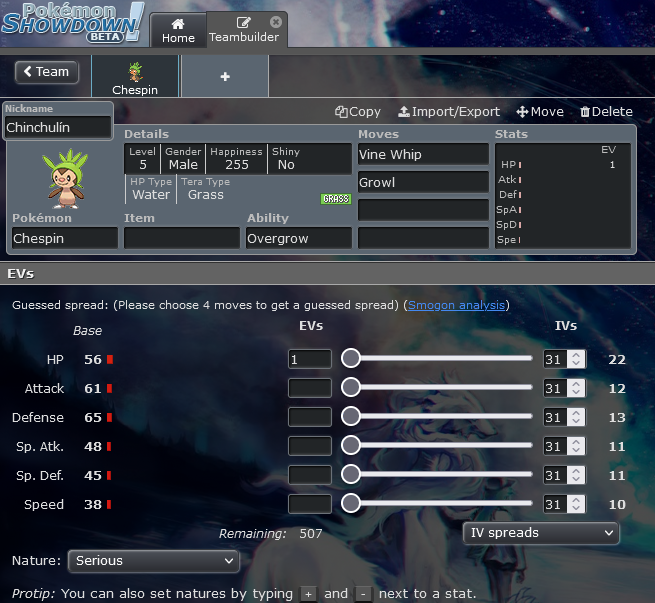 Pokémon
SHOWDOWN!
BETA
Home
Teambuilder
Team
Chespin
+
Nickname
Chinchulín
Copy Import/Export Move Delete
Details
Level Gender Happiness Shiny
5 Male 255 No
HP Type Tera Type
Water Grass
GRASS
Pokémon Item Ability
Chespin Overgrow
Moves
Vine Whip
Growl
Stats
EV
HP 1
Atk
Def
SpA
SpD
Spe
EVs
Guessed spread: (Please choose 4 moves to get a guessed spread) (Smogon analysis)
Base EVs IVs
HP 56 1 31 22
Attack 61 31 12
Defense 65 31 13
Sp. Atk. 48 31 11
Sp. Def. 45 31 11
Speed 38 31 10
Remaining: 507 IV spreads
Nature: Serious
Protip: You can also set natures by typing + and - next to a stat.